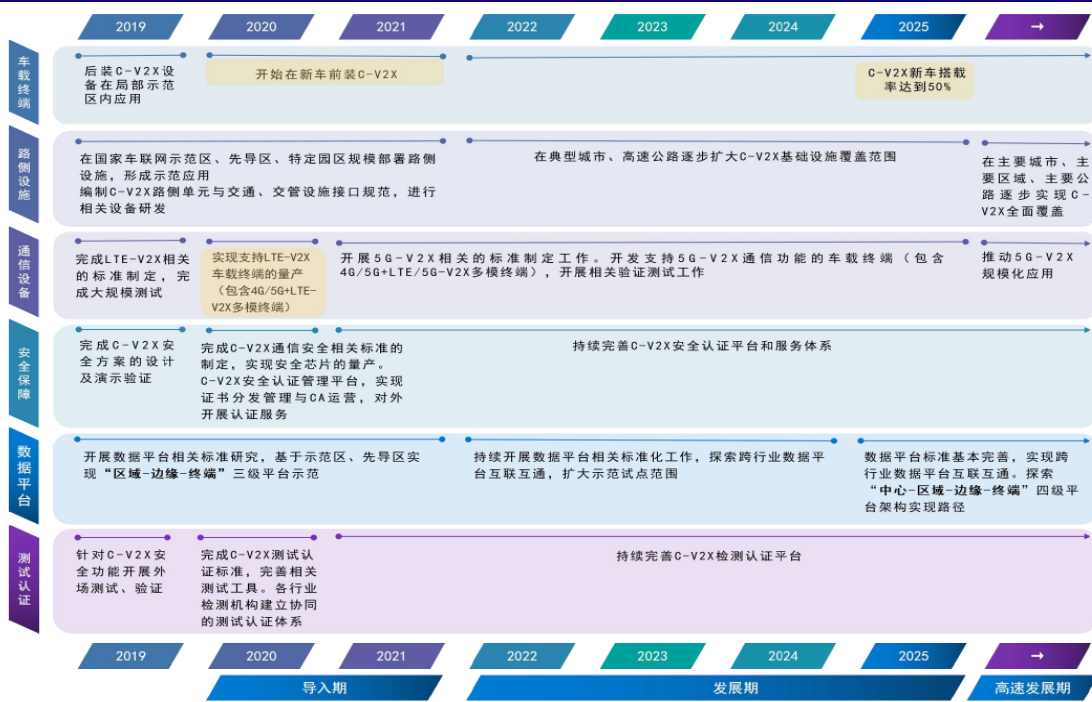 2019 2020 2021 2022 2023 2024 2025 →
车载终端
后装C-V2X设
备在局部示范
区内应用
开始在新车前装C-V2X
C-V2X新车搭载
率达到50%
路侧设施
在国家车联网示范区、先导区、特定园区规模部署路侧
设施，形成示范应用
编制C-V2X路侧单元与交通、交管设施接口规范，进行
相关设备研发
在典型城市、高速公路逐步扩大C-V2X基础设施覆盖范围
在主要城市、主
要区域、主要公
路逐步实现C-
V2X全面覆盖
通信设备
完成LTE-V2X相关
的标准制定，完
成大规模测试
实现支持LTE-V2X
车载终端的量产
（包含4G/5G+LTE-
V2X多模终端）
开展5G-V2X相关的标准制定工作。开发支持5G-V2X通信功能的车载终端（包含
4G/5G+LTE/5G-V2X多模终端），开展相关验证测试工作
推动5G-V2X
规模化应用
安全保障
完成C-V2X安
全方案的设计
及演示验证
完成C-V2X通信安全相关标准的
制定，实现安全芯片的量产。
C-V2X安全认证管理平台，实现
证书分发管理与CA运营，对外
开展认证服务
持续完善C-V2X安全认证平台和服务体系
数据平台
开展数据平台相关标准研究，基于示范区、先导区实
现“区域-边缘-终端”三级平台示范
持续开展数据平台相关标准化工作，探索跨行业数据平
台互联互通，扩大示范试点范围
数据平台标准基本完善，实现跨
行业数据平台互联互通。探索
“中心-区域-边缘-终端”四级平
台架构实现路径
测试认证
针对C-V2X安
全功能开展外
场测试、验证
完成C-V2X测试认
证标准，完善相关
测试工具。各行业
检测机构建立协同
的测试认证体系
持续完善C-V2X检测认证平台
2019 2020 2021 2022 2023 2024 2025 →
导入期 发展期 高速发展期